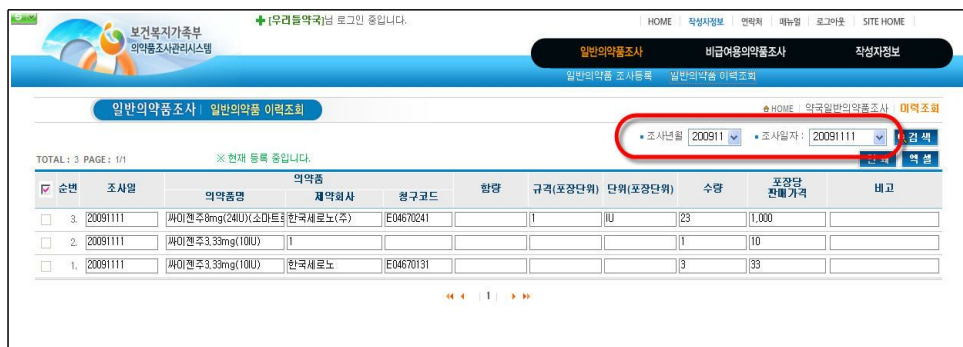 보건복지가족부
의약품조사관리시스템
[우리들약국]님 로그인 중입니다.
HOME 작성자정보 연락처 매뉴얼 로그아웃 SITE HOME
일반의약품조사 비급여용의약품조사 작성자정보
일반의약품 조사등록 일반의약품 이력조회
일반의약품조사 | 일반의약품 이력조회
HOME | 약국일반의약품조사 | 이력조회
조사년월 200911 조사일자 : 20091111 검색
TOTAL : 3 PAGE : 1/1 ※ 현재 등록 중입니다. 인쇄 엑셀
순번 조사일 의약품 함량 규격(포장단위) 단위(포장단위) 수량 포장당 판매가격 비고
의약품명 제약회사 청구코드
3. 20091111 싸이젠주8mg(24IU)(소마트 한국세로노(주) E04670241 1 IU 23 1,000
2. 20091111 싸이젠주3.33mg(10IU) 1 1 10
1. 20091111 싸이젠주3.33mg(10IU) 한국세로노 E04670131 3 33
1